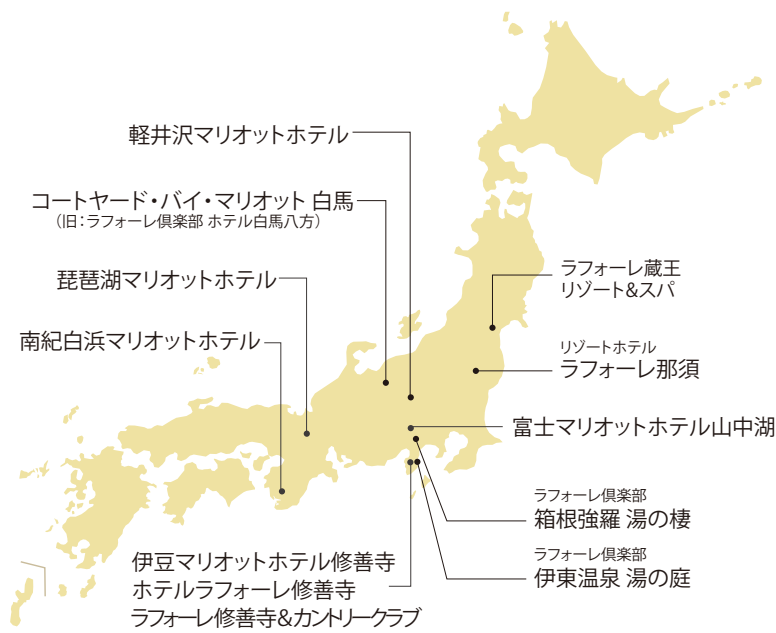 軽井沢マリオットホテル
コートヤード・バイ・マリオット 白馬
（旧：ラフォーレ倶楽部 ホテル白馬八方）
琵琶湖マリオットホテル
南紀白浜マリオットホテル
ラフォーレ蔵王
リゾート&スパ
リゾートホテル
ラフォーレ那須
富士マリオットホテル山中湖
ラフォーレ倶楽部
箱根強羅 湯の棲
ラフォーレ倶楽部
伊東温泉 湯の庭
伊豆マリオットホテル修善寺
ホテルラフォーレ修善寺
ラフォーレ修善寺&カントリークラブ